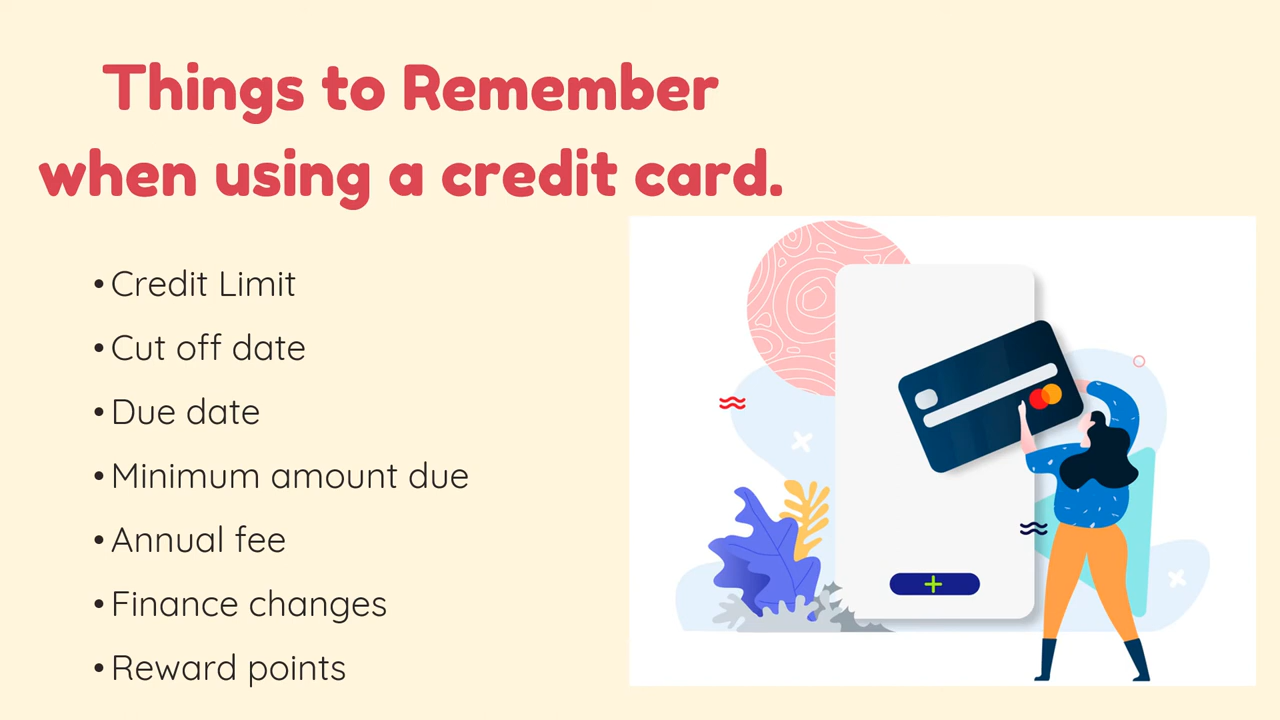 Things to Remember
when using a credit card.
• Credit Limit
• Cut off date
• Due date
• Minimum amount due
• Annual fee
• Finance changes
• Reward points